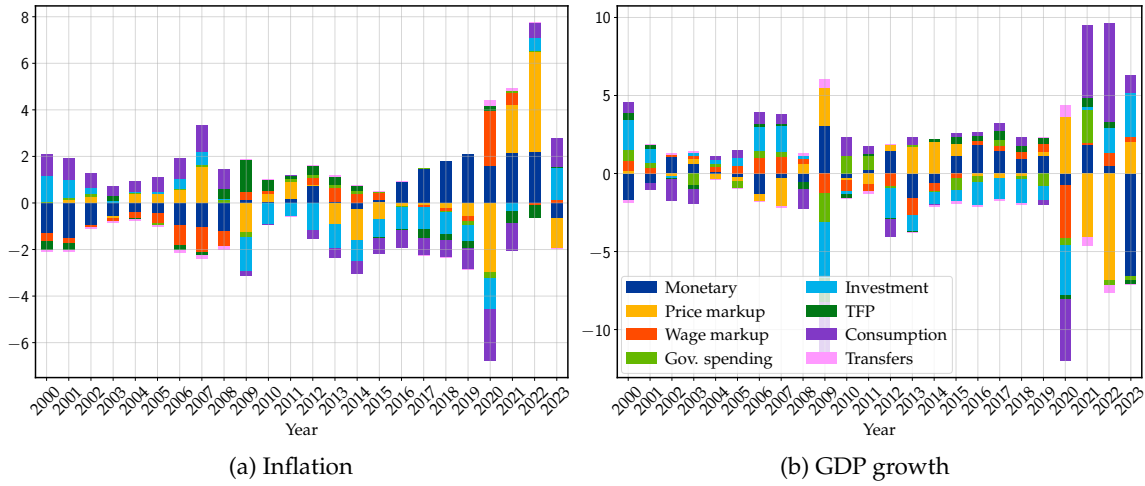 8
6
4
2
0
−2
−4
−6
2000 2001 2002 2003 2004 2005 2006 2007 2008 2009 2010 2011 2012 2013 2014 2015 2016 2017 2018 2019 2020 2021 2022 2023
Year
(a) Inflation
10
5
0
−5
−10
Monetary
Price markup
Wage markup
Gov. spending
Investment
TFP
Consumption
Transfers
2000 2001 2002 2003 2004 2005 2006 2007 2008 2009 2010 2011 2012 2013 2014 2015 2016 2017 2018 2019 2020 2021 2022 2023
Year
(b) GDP growth